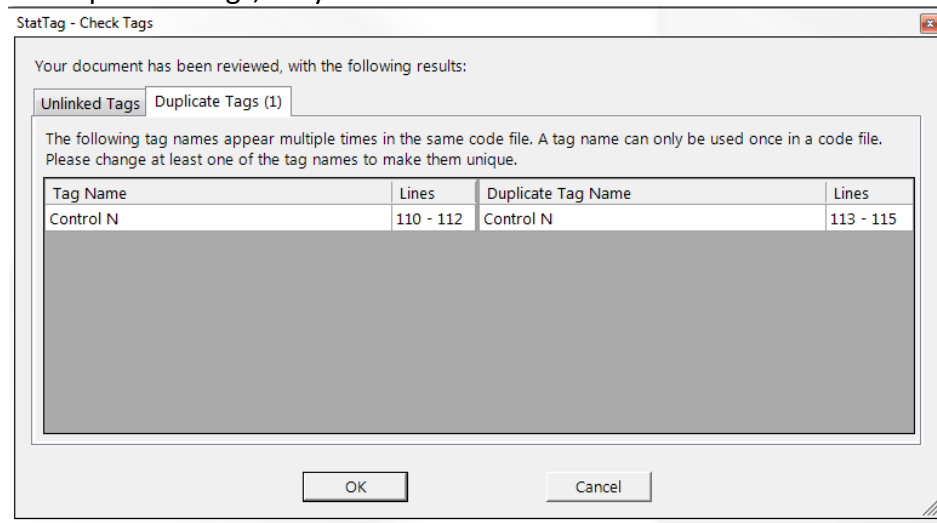 StatTag - Check Tags
Your document has been reviewed, with the following results:
Unlinked Tags Duplicate Tags (1)
The following tag names appear multiple times in the same code file. A tag name can only be used once in a code file.
Please change at least one of the tag names to make them unique.
Tag Name Lines Duplicate Tag Name Lines
Control N 110 - 112 Control N 113 - 115
OK Cancel